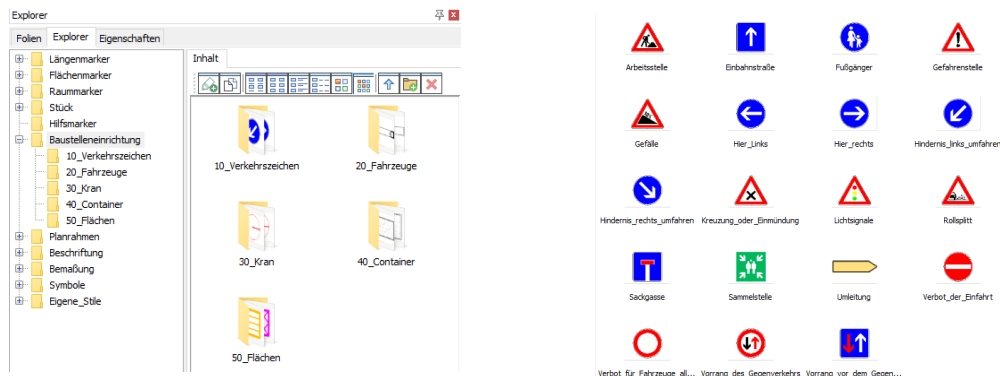 Explorer
Folien Explorer Eigenschaften
Längenmarker
Flächenmarker
Raummarker
Stück
Hilfsmarker
Baustelleneinrichtung
10_Verkehrszeichen
20_Fahrzeuge
30_Kran
40_Container
50_Flächen
Planrahmen
Beschriftung
Bemaßung
Symbole
Eigene_Stile
Inhalt
10_Verkehrszeichen 20_Fahrzeuge
30_Kran 40_Container
50_Flächen
Arbeitsstelle Einbahnstraße Fußgänger Gefahrenstelle
Gefälle Hier_Links Hier_rechts Hindernis_links_umfahren
Hindernis_rechts_umfahren Kreuzung_oder_Einmündung Lichtsignale Rollsplitt
Sackgasse Sammelstelle Umleitung Verbot_der_Einfahrt
Verbot_für_Fahrzeuge_all... Vorrang_des_Gegenverkehrs Vorrang_vor_dem_Gegen...